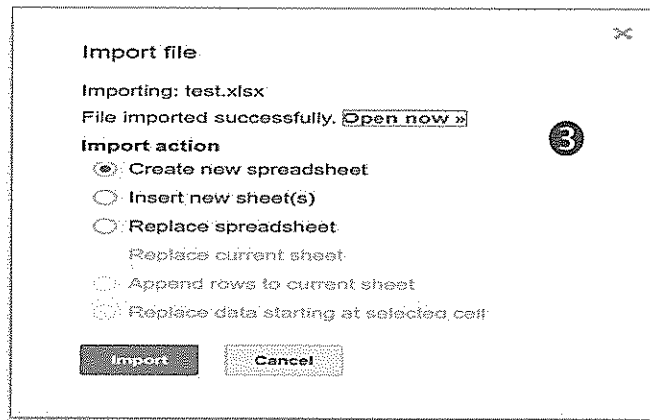 Import file
Importing: test.xlsx
File imported successfully. Open now »
3
Import action
Create new spreadsheet
Insert new sheet(s)
Replace spreadsheet
Replace current sheet
Append rows to current sheet
Replace data starting at selected cell
Import Cancel